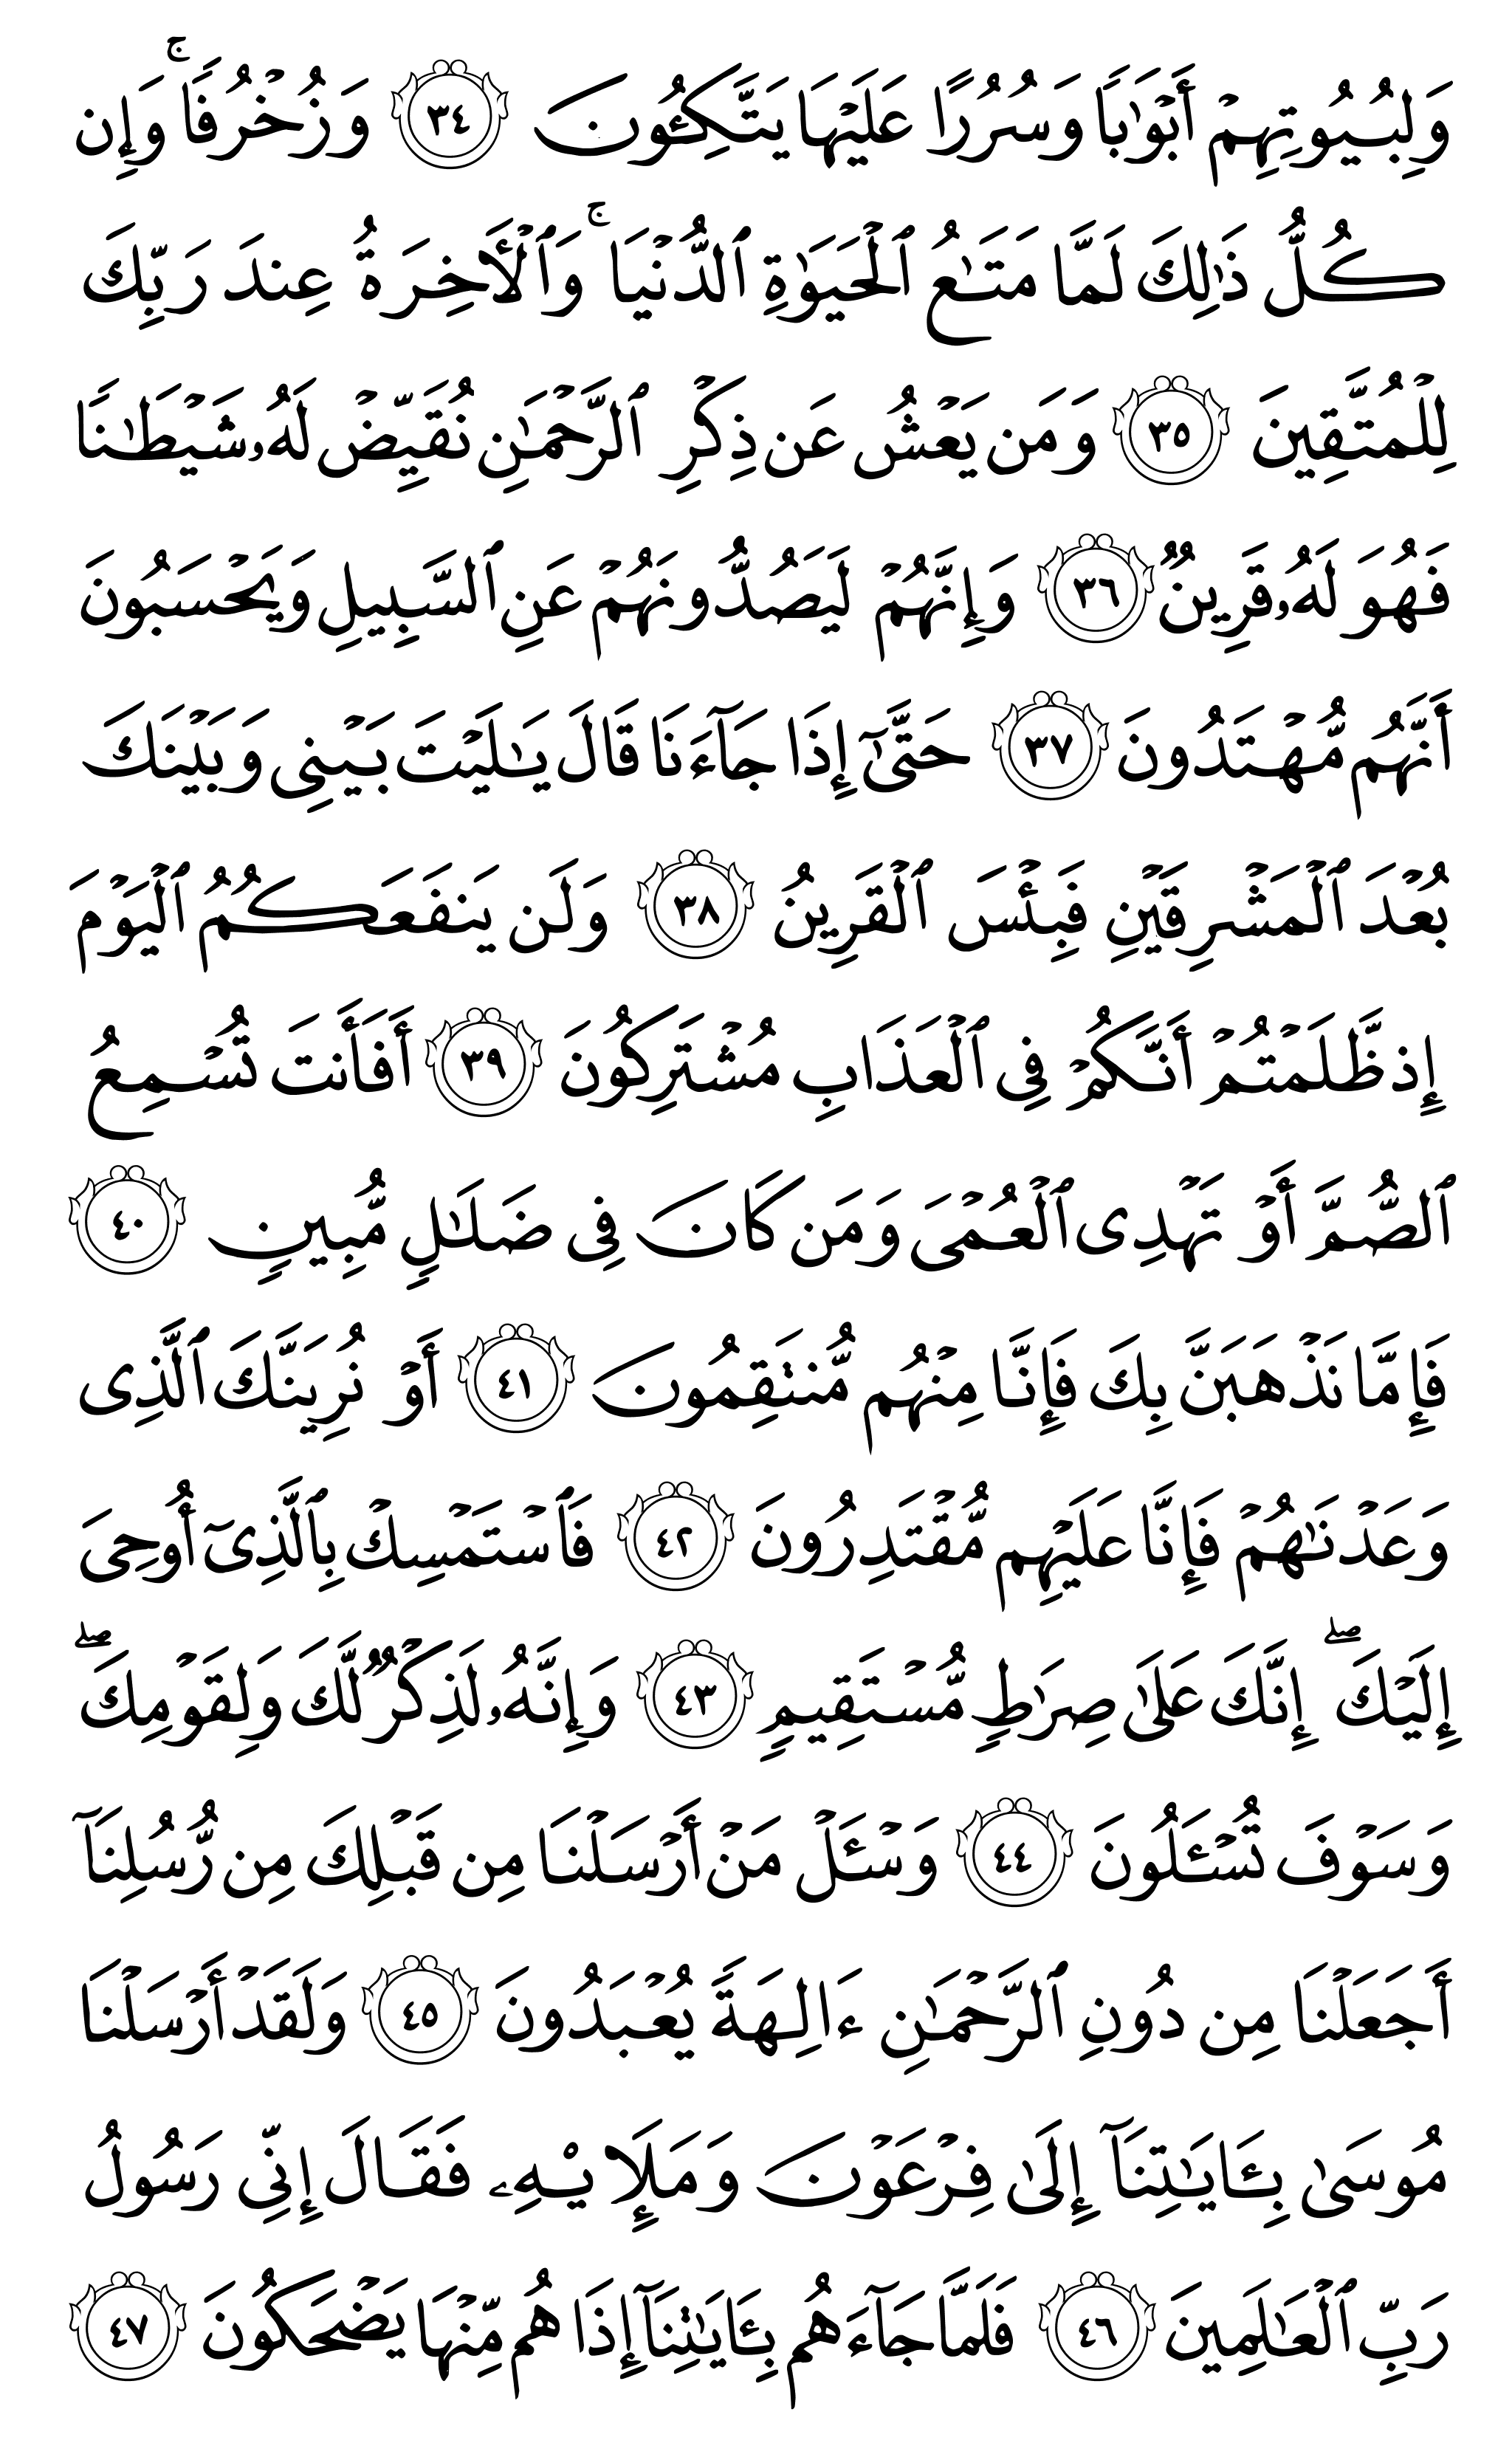 وَلِبُيُوتِهِمۡ أَبۡوَٰبٗا وَسُرُرًا عَلَيۡهَا يَتَّكِـُٔونَ ٣٤ وَزُخۡرُفٗاۚ وَإِن
كُلُّ ذَٰلِكَ لَمَّا مَتَٰعُ ٱلۡحَيَوٰةِ ٱلدُّنۡيَاۚ وَٱلۡأٓخِرَةُ عِندَ رَبِّكَ
لِلۡمُتَّقِينَ ٣٥ وَمَن يَعۡشُ عَن ذِكۡرِ ٱلرَّحۡمَٰنِ نُقَيِّضۡ لَهُۥ شَيۡطَٰنٗا
فَهُوَ لَهُۥ قَرِينٞ ٣٦ وَإِنَّهُمۡ لَيَصُدُّونَهُمۡ عَنِ ٱلسَّبِيلِ وَيَحۡسَبُونَ
أَنَّهُم مُّهۡتَدُونَ ٣٧ حَتَّىٰٓ إِذَا جَآءَنَا قَالَ يَٰلَيۡتَ بَيۡنِي وَبَيۡنَكَ
بُعۡدَ ٱلۡمَشۡرِقَيۡنِ فَبِئۡسَ ٱلۡقَرِينُ ٣٨ وَلَن يَنفَعَكُمُ ٱلۡيَوۡمَ
إِذ ظَّلَمۡتُمۡ أَنَّكُمۡ فِي ٱلۡعَذَابِ مُشۡتَرِكُونَ ٣٩ أَفَأَنتَ تُسۡمِعُ
ٱلصُّمَّ أَوۡ تَهۡدِي ٱلۡعُمۡيَ وَمَن كَانَ فِي ضَلَٰلٖ مُّبِينٖ ٤٠
فَإِمَّا نَذۡهَبَنَّ بِكَ فَإِنَّا مِنۡهُم مُّنتَقِمُونَ ٤١ أَوۡ نُرِيَنَّكَ ٱلَّذِي
وَعَدۡنَٰهُمۡ فَإِنَّا عَلَيۡهِم مُّقۡتَدِرُونَ ٤٢ فَٱسۡتَمۡسِكۡ بِٱلَّذِيٓ أُوحِيَ
إِلَيۡكَۖ إِنَّكَ عَلَىٰ صِرَٰطٖ مُّسۡتَقِيمٖ ٤٣ وَإِنَّهُۥ لَذِكۡرٞ لَّكَ وَلِقَوۡمِكَۖ
وَسَوۡفَ تُسۡـَٔلُونَ ٤٤ وَسۡـَٔلۡ مَنۡ أَرۡسَلۡنَا مِن قَبۡلِكَ مِن رُّسُلِنَآ
أَجَعَلۡنَا مِن دُونِ ٱلرَّحۡمَٰنِ ءَالِهَةٗ يُعۡبَدُونَ ٤٥ وَلَقَدۡ أَرۡسَلۡنَا
مُوسَىٰ بِـَٔايَٰتِنَآ إِلَىٰ فِرۡعَوۡنَ وَمَلَإِيْهِۦ فَقَالَ إِنِّي رَسُولُ
رَبِّ ٱلۡعَٰلَمِينَ ٤٦ فَلَمَّا جَآءَهُم بِـَٔايَٰتِنَآ إِذَا هُم مِّنۡهَا يَضۡحَكُونَ ٤٧